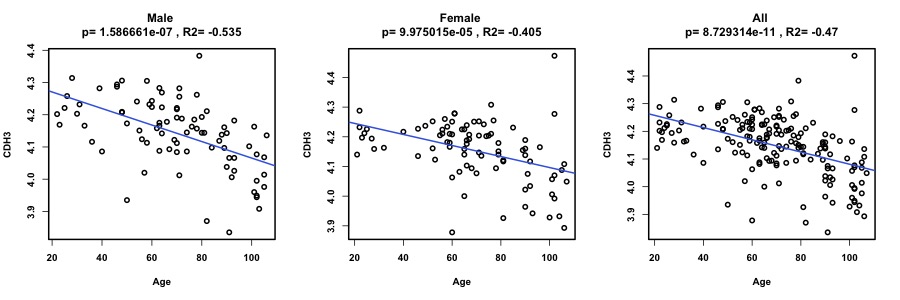 Male
p= 1.586661e-07 , R2= -0.535
CDH3
4.4
4.3
4.2
4.1
4.0
3.9
20 40 60 80 100
Age
Female
p= 9.975015e-05 , R2= -0.405
CDH3
4.4
4.3
4.2
4.1
4.0
3.9
20 40 60 80 100
Age
All
p= 8.729314e-11 , R2= -0.47
CDH3
4.4
4.3
4.2
4.1
4.0
3.9
20 40 60 80 100
Age